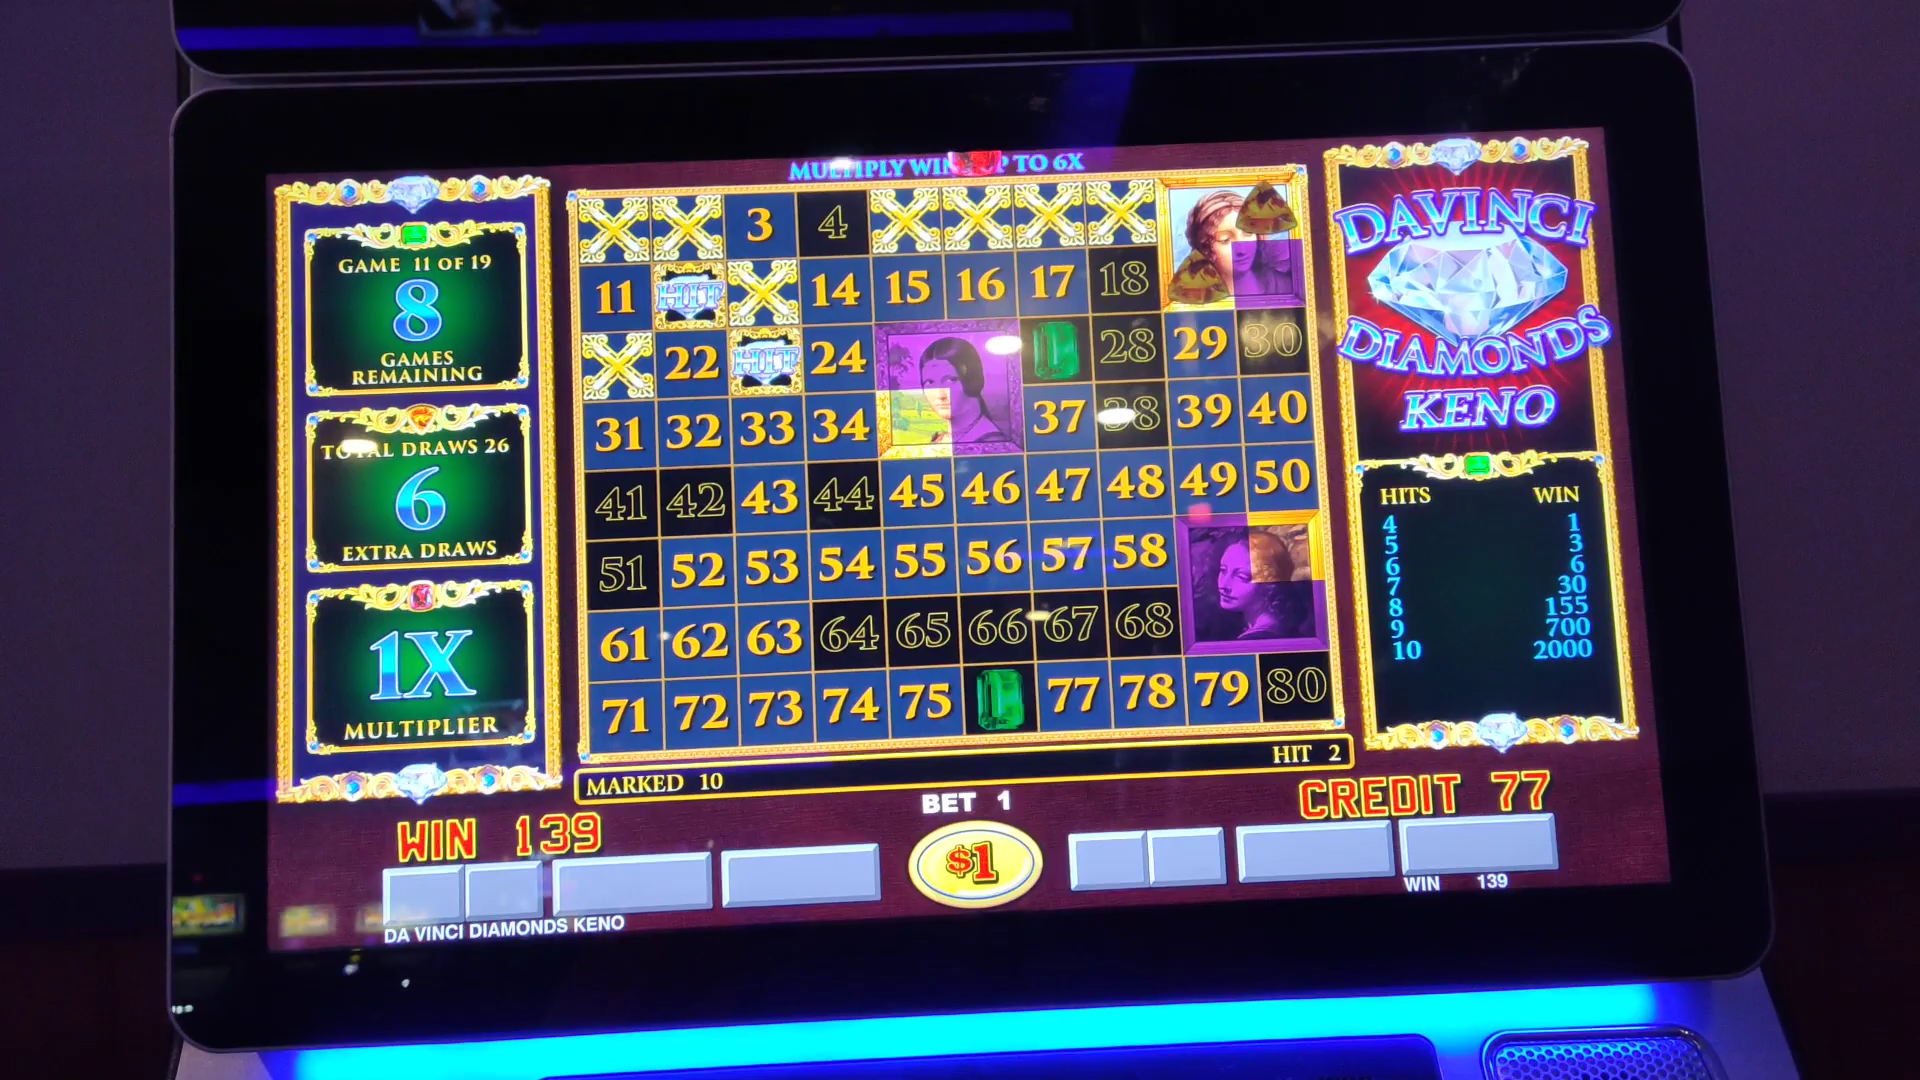 MULTIPLY WINS UP TO 6X
GAME 11 OF 19
8
GAMES
REMAINING
TOTAL DRAWS 26
6
EXTRA DRAWS
1X
MULTIPLIER
3 4
11 HIT 14 15 16 17 18
22 HIT 24 28 29 30
31 32 33 34 37 38 39 40
41 42 43 44 45 46 47 48 49 50
51 52 53 54 55 56 57 58
61 62 63 64 65 66 67 68
71 72 73 74 75 77 78 79 80
MARKED 10
HIT 2
DAVINCI
DIAMONDS
KENO
HITS WIN
4 1
5 3
6 6
7 30
8 155
9 700
10 2000
WIN 139
BET 1
$1
CREDIT 77
WIN 139
DA VINCI DIAMONDS KENO